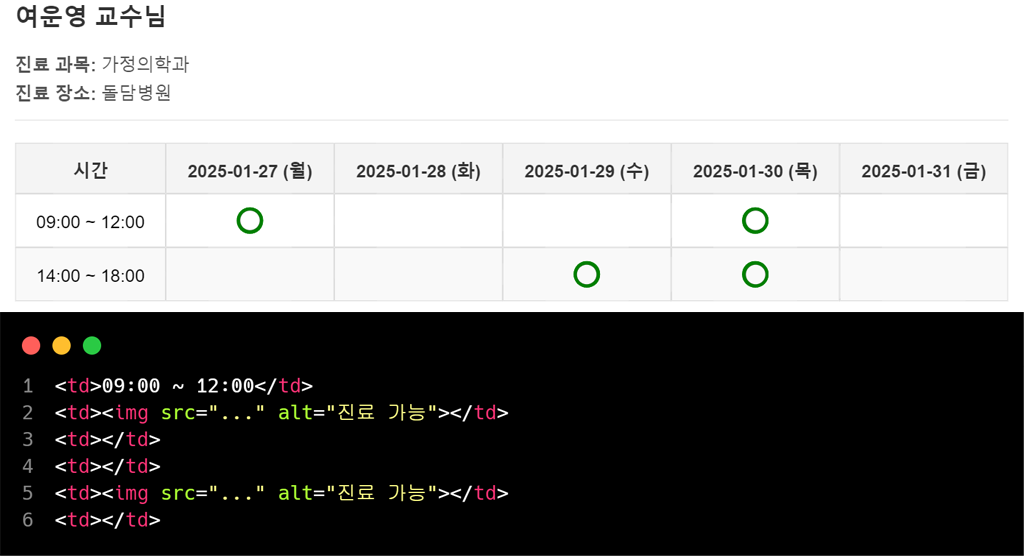 여운영 교수님
진료 과목: 가정의학과
진료 장소: 돌담병원
시간 2025-01-27 (월) 2025-01-28 (화) 2025-01-29 (수) 2025-01-30 (목) 2025-01-31 (금)
09:00 ~ 12:00
14:00 ~ 18:00
1 <td>09:00 ~ 12:00</td>
2 <td><img src="..." alt="진료 가능"></td>
3 <td></td>
4 <td></td>
5 <td><img src="..." alt="진료 가능"></td>
6 <td></td>